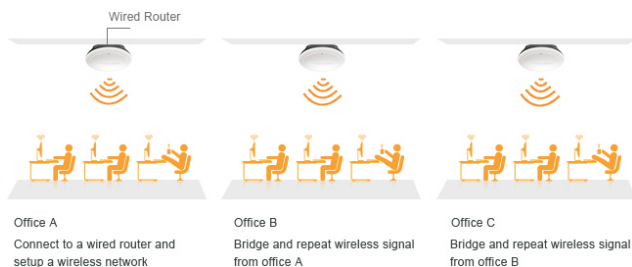 Wired Router
Office A
Connect to a wired router and
setup a wireless network
Office B
Bridge and repeat wireless signal
from office A
Office C
Bridge and repeat wireless signal
from office B